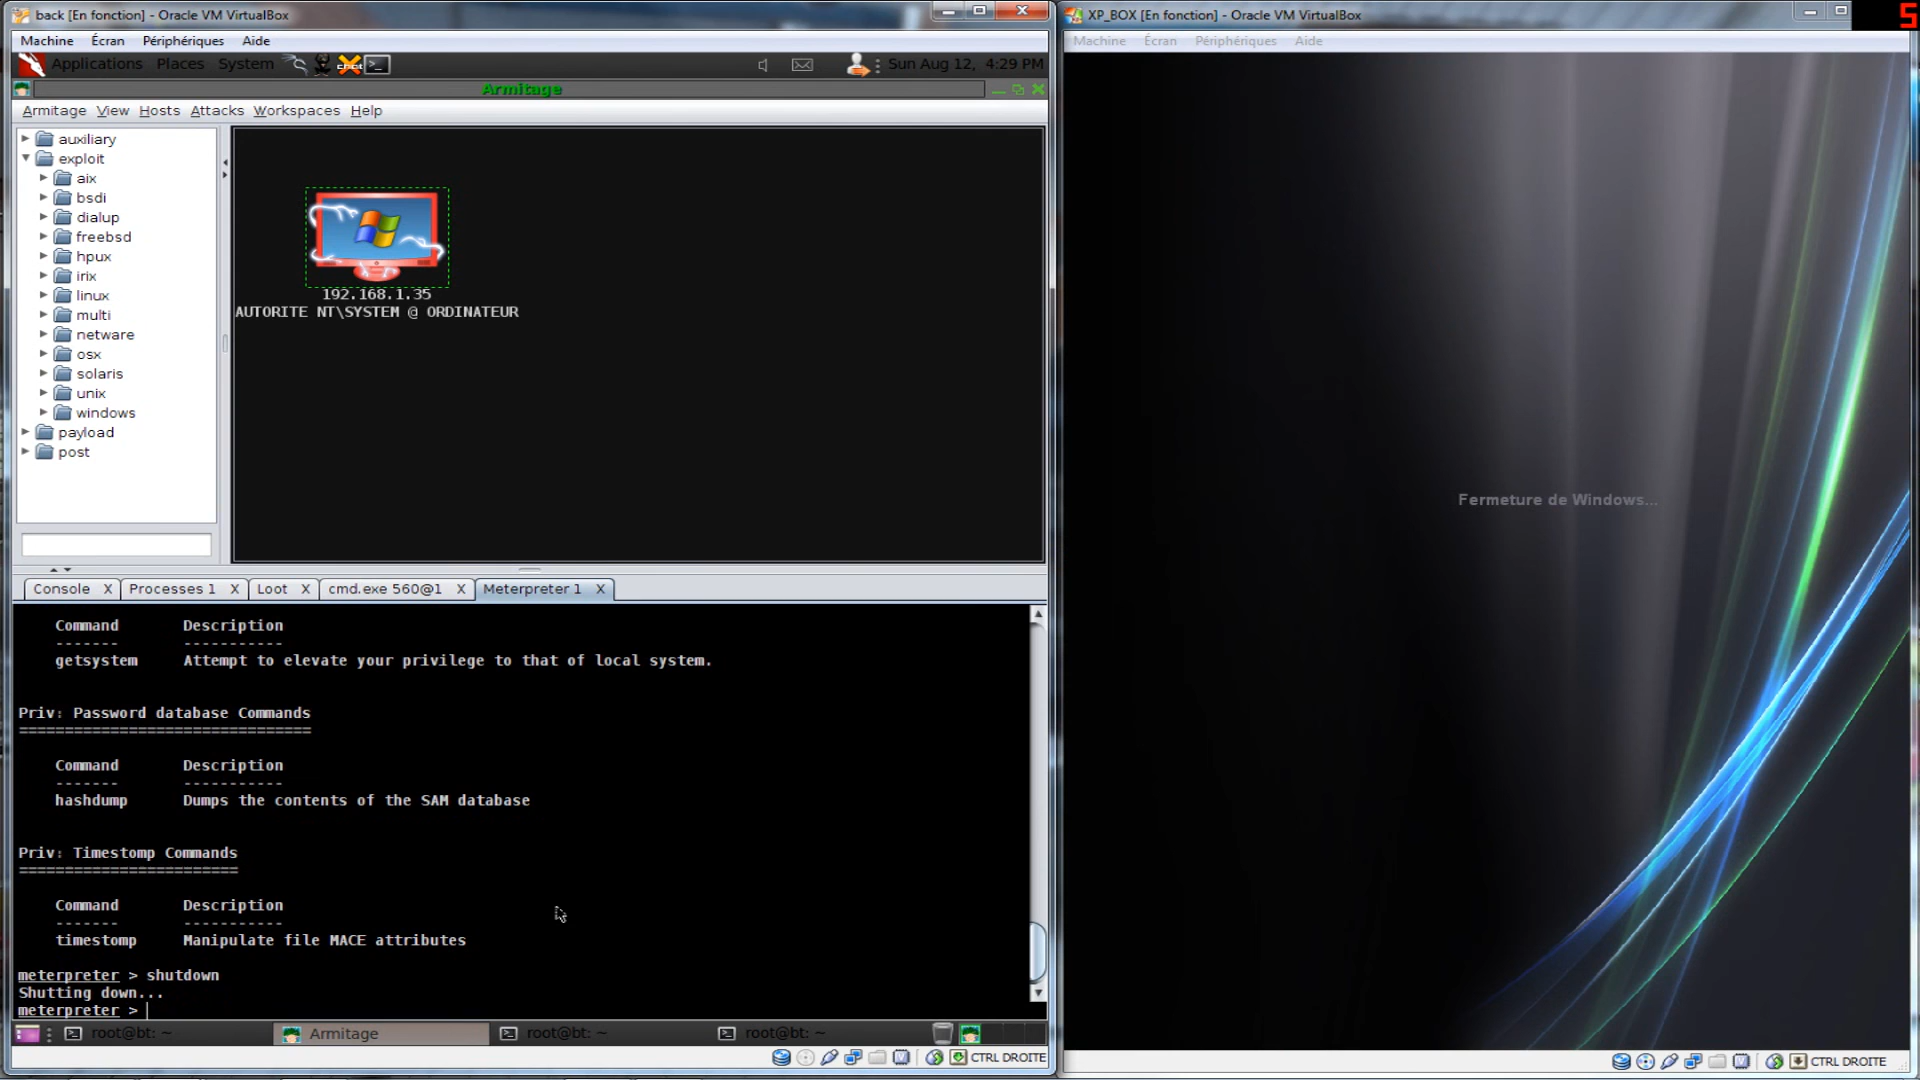 back [En fonction] - Oracle VM VirtualBox
Machine Écran Périphériques Aide
Applications Places System
Sun Aug 12, 4:29 PM
Armitage
Armitage View Hosts Attacks Workspaces Help
auxiliary
exploit
aix
bsdi
dialup
freebsd
hpux
irix
linux
multi
netware
osx
solaris
unix
windows
payload
post
192.168.1.35
AUTORITE NT\SYSTEM @ ORDINATEUR
Console X Processes 1 X Loot X cmd.exe 560@1 X Meterpreter 1 X
Command Description
------- -----------
getsystem Attempt to elevate your privilege to that of local system.
Priv: Password database Commands
================================
Command Description
------- -----------
hashdump Dumps the contents of the SAM database
Priv: Timestomp Commands
========================
Command Description
------- -----------
timestomp Manipulate file MACE attributes
meterpreter > shutdown
Shutting down...
meterpreter >
root@bt: ~ Armitage root@bt: ~ root@bt: ~
CTRL DROITE
XP_BOX [En fonction] - Oracle VM VirtualBox
5
Machine Écran Périphériques Aide
Fermeture de Windows...
CTRL DROITE